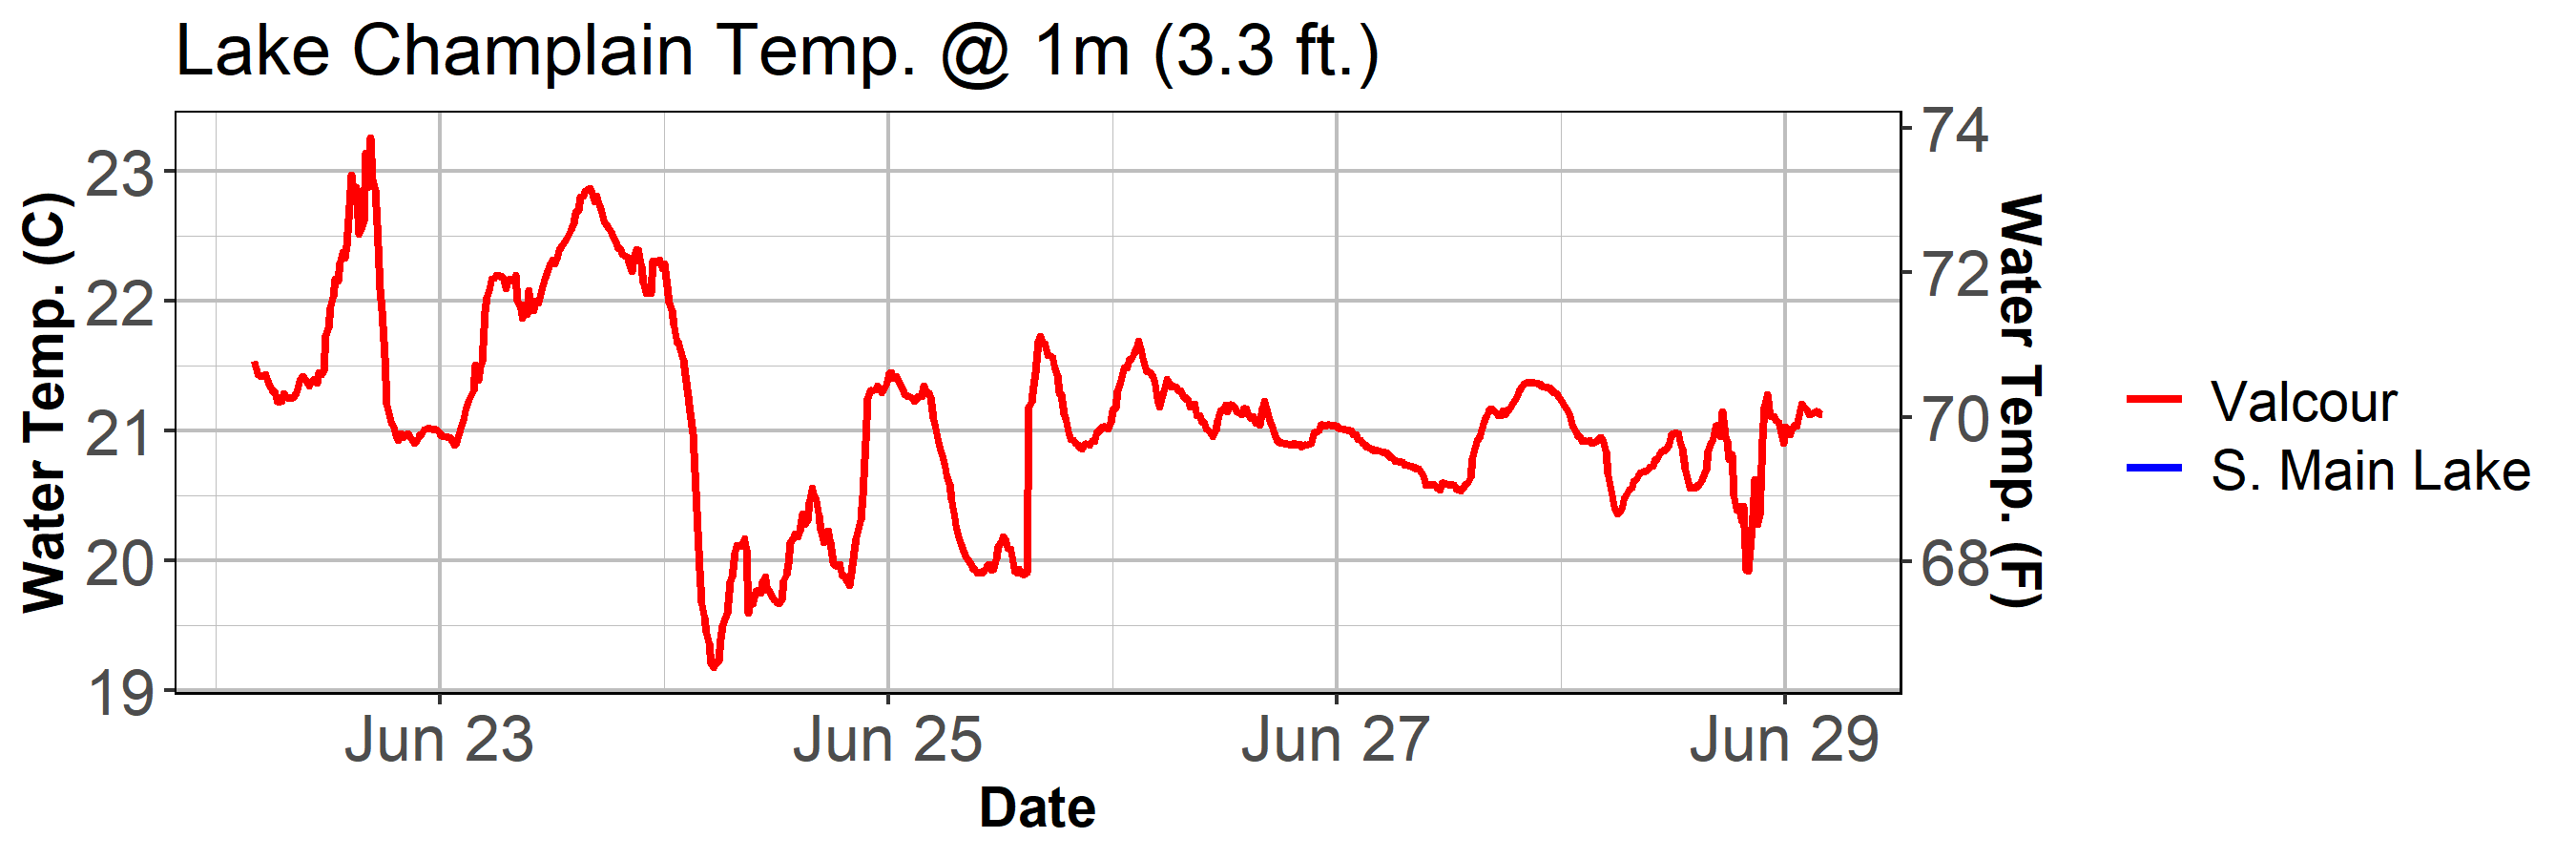 Lake Champlain Temp. @ 1m (3.3 ft.)
Water Temp. (C)
23
22
21
20
19
74
72
70
68
Water Temp. (F)
Jun 23
Jun 25
Jun 27
Jun 29
Date
Valcour
S. Main Lake